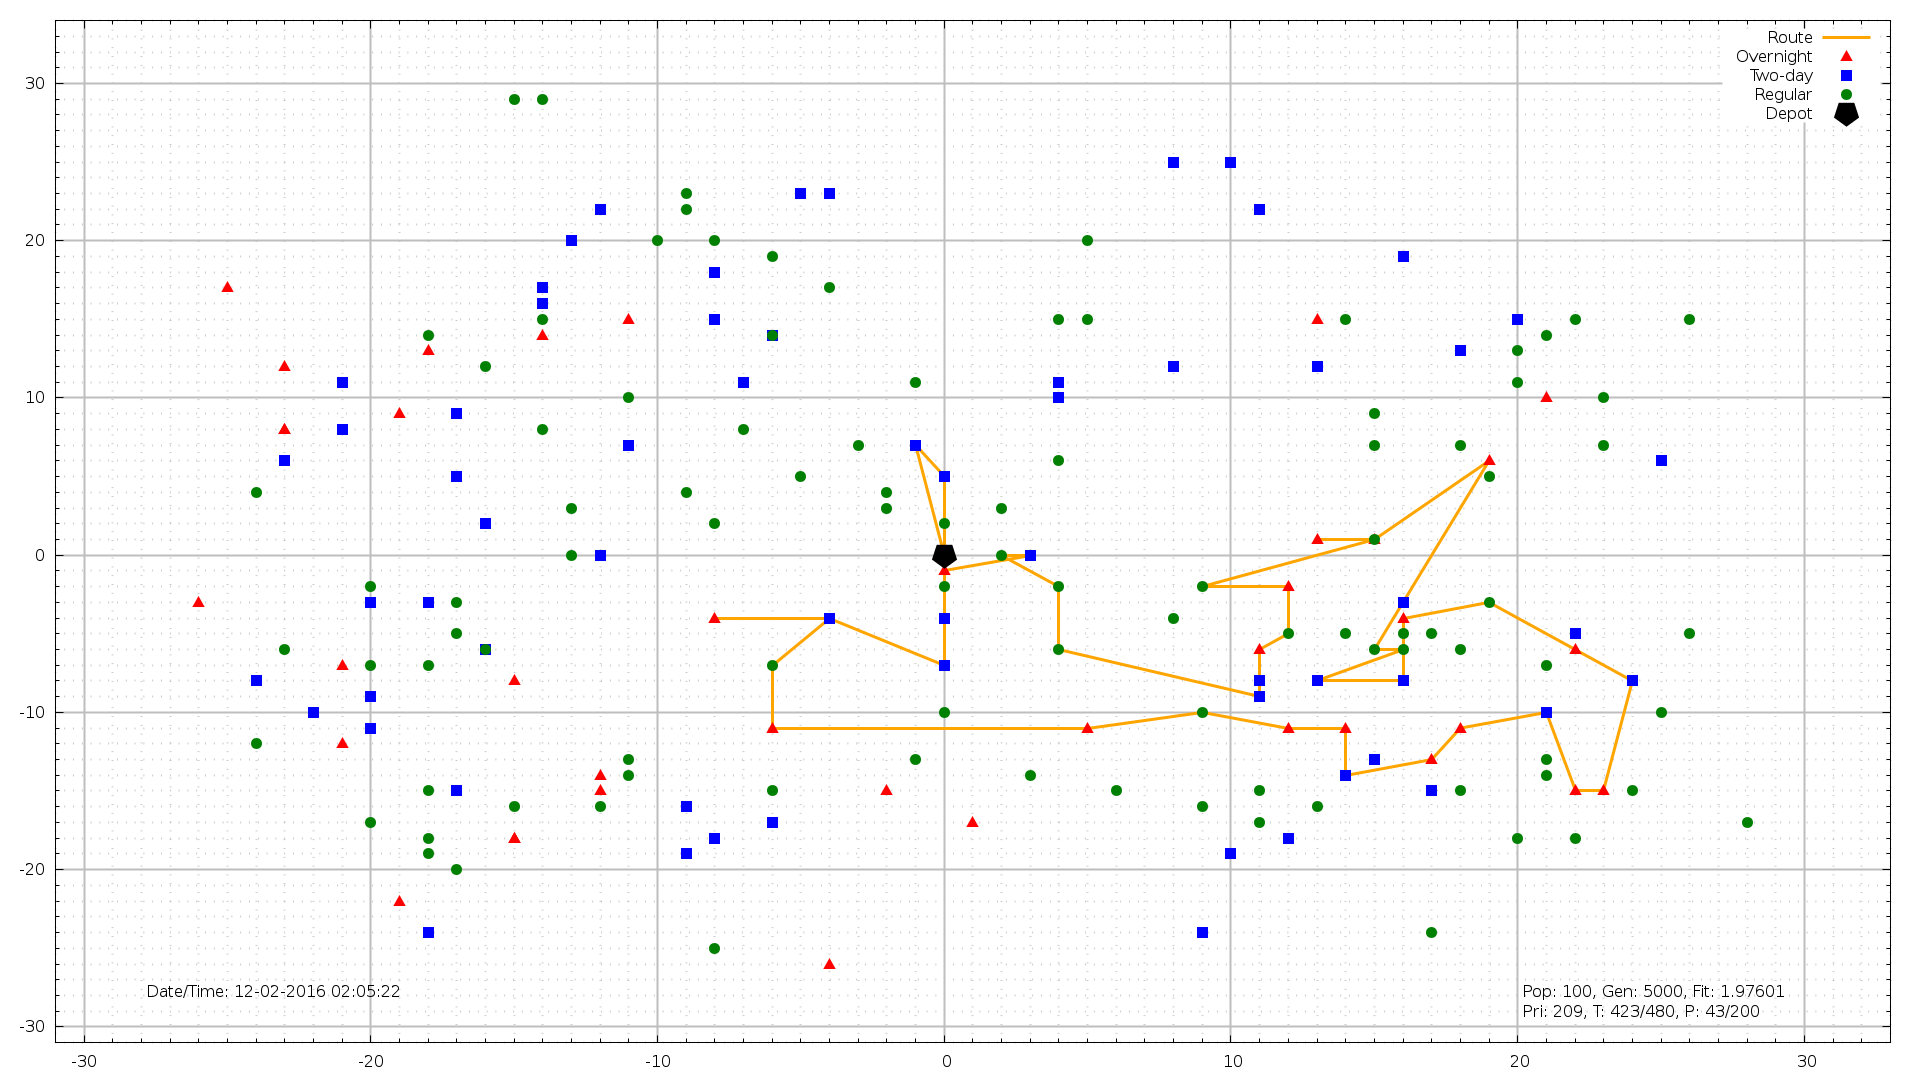 Route
Overnight
Two-day
Regular
Depot
30
20
10
0
-10
-20
-30
Date/Time: 12-02-2016 02:05:22
Pop: 100, Gen: 5000, Fit: 1.97601
Pri: 209, T: 423/480, P: 43/200
-30 -20 -10 0 10 20 30